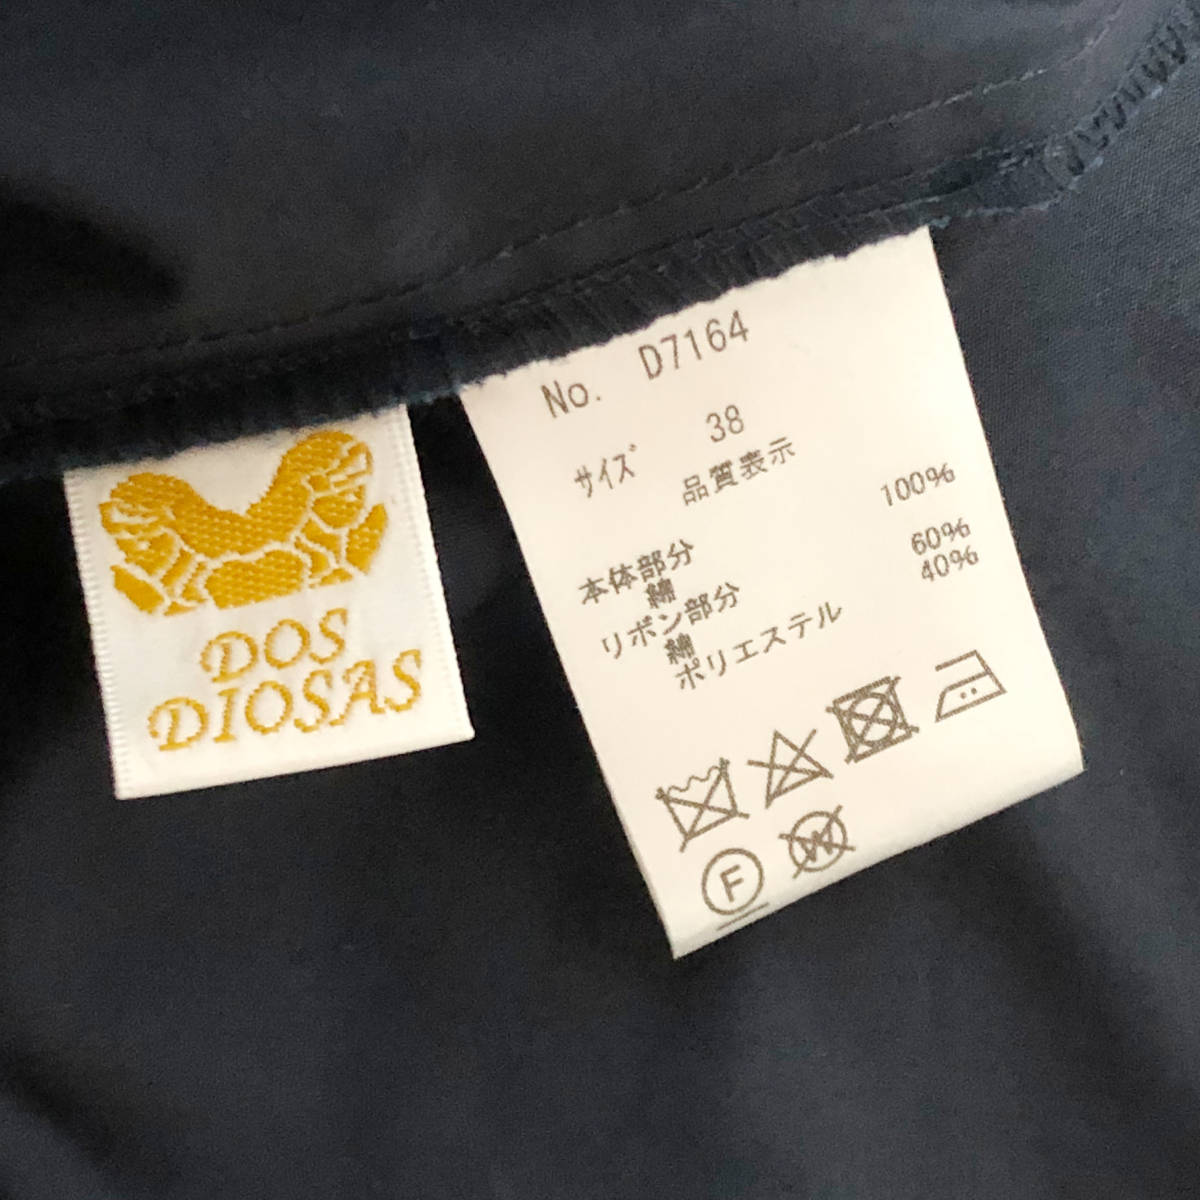 DOS
DIOSAS
No. D7164
サイズ 38
品質表示
本体部分
綿 100%
リボン部分
綿 60%
ポリエステル 40%
F
W